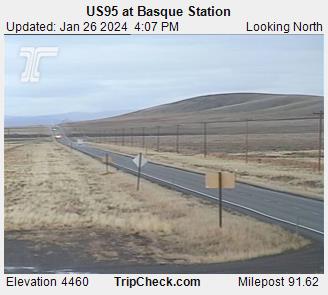 US95 at Basque Station
Updated: Jan 26 2024 4:07 PM Looking North
Elevation 4460 TripCheck.com Milepost 91.62